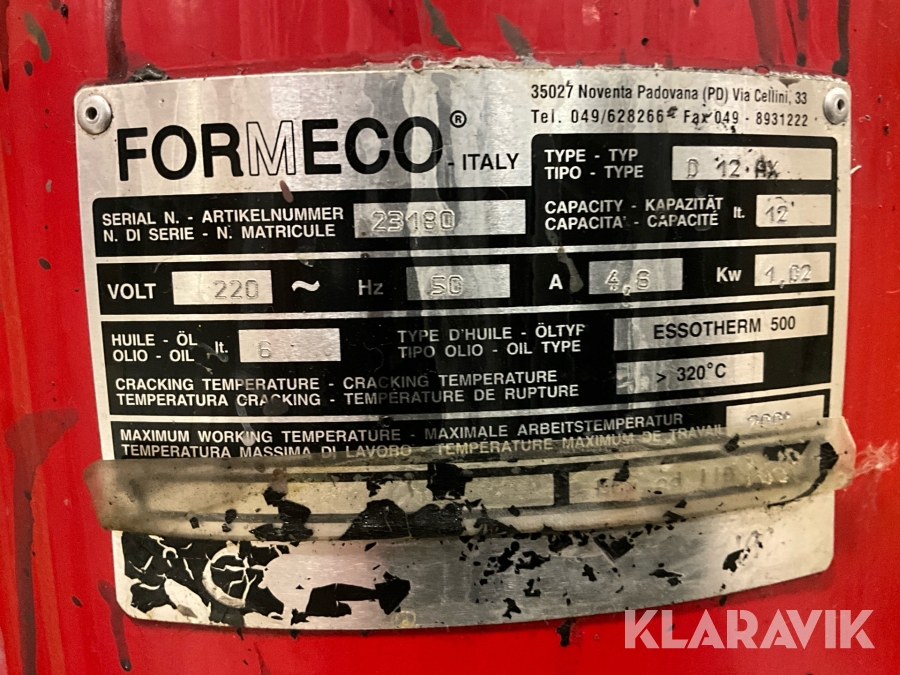 35027 Noventa Padovana (PD) Via Cellini, 33
Tel. 049/628266 Fax 049 - 8931222
FORMECO® - ITALY
TYPE - TYP
TIPO - TYPE
D 12 AX
SERIAL N. - ARTIKELNUMMER
N. DI SERIE - N. MATRICULE
23180
CAPACITY - KAPAZITÄT
CAPACITA' - CAPACITÉ
lt. 12
VOLT 220 ~ Hz 50 A 4,6 Kw 1,02
HUILE - ÖL
OLIO - OIL
lt. 6
TYPE D'HUILE - ÖLTYP
TIPO OLIO - OIL TYPE
ESSOTHERM 500
CRACKING TEMPERATURE - CRACKING TEMPERATURE
TEMPERATURA CRACKING - TEMPÉRATURE DE RUPTURE
> 320°C
MAXIMUM WORKING TEMPERATURE - MAXIMALE ARBEITSTEMPERATUR
TEMPERATURA MASSIMA DI LAVORO - TEMPÉRATURE MAXIMUM DE TRAVAIL
KLARAVIK